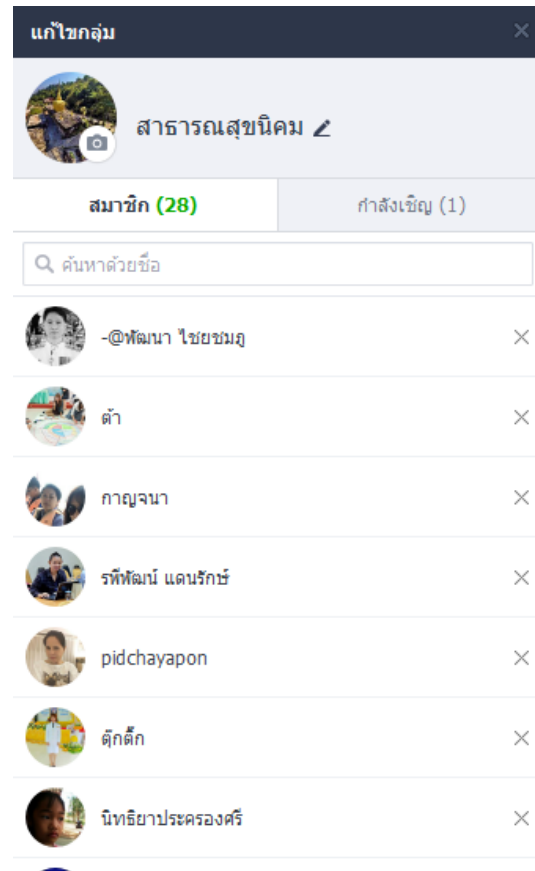 แก้ไขกลุ่ม
สาธารณสุขนิคม
สมาชิก (28) กำลังเชิญ (1)
ค้นหาด้วยชื่อ
-@พัฒนา ไชยชมภู
ต้า
กาญจนา
รพีพัฒน์ แดนรักษ์
pidchayapon
ตุ๊กติ๊ก
นิทธิยาประครองศรี